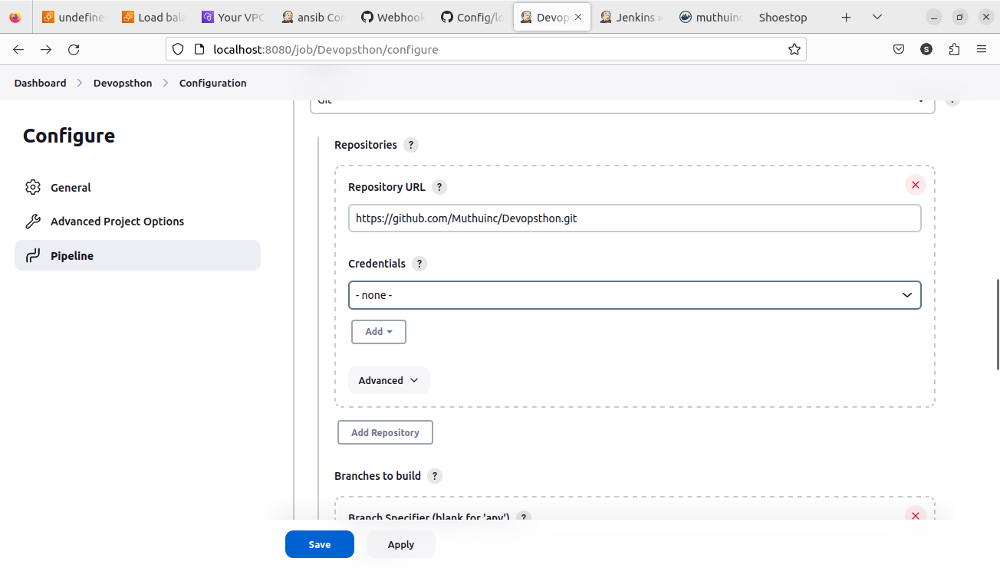 undefine
Load bala
Your VPC
ansib Con
Webhook
Config/lo
Devops
Jenkins »
muthuinc
Shoestop
localhost:8080/job/Devopsthon/configure
S
Dashboard
Devopsthon
Configuration
Git
?
Configure
General
Advanced Project Options
Pipeline
Repositories ?
Repository URL ?
https://github.com/Muthuinc/Devopsthon.git
Credentials ?
- none -
Add
Advanced
Add Repository
Branches to build ?
Branch Specifier (blank for 'any') ?
Save
Apply